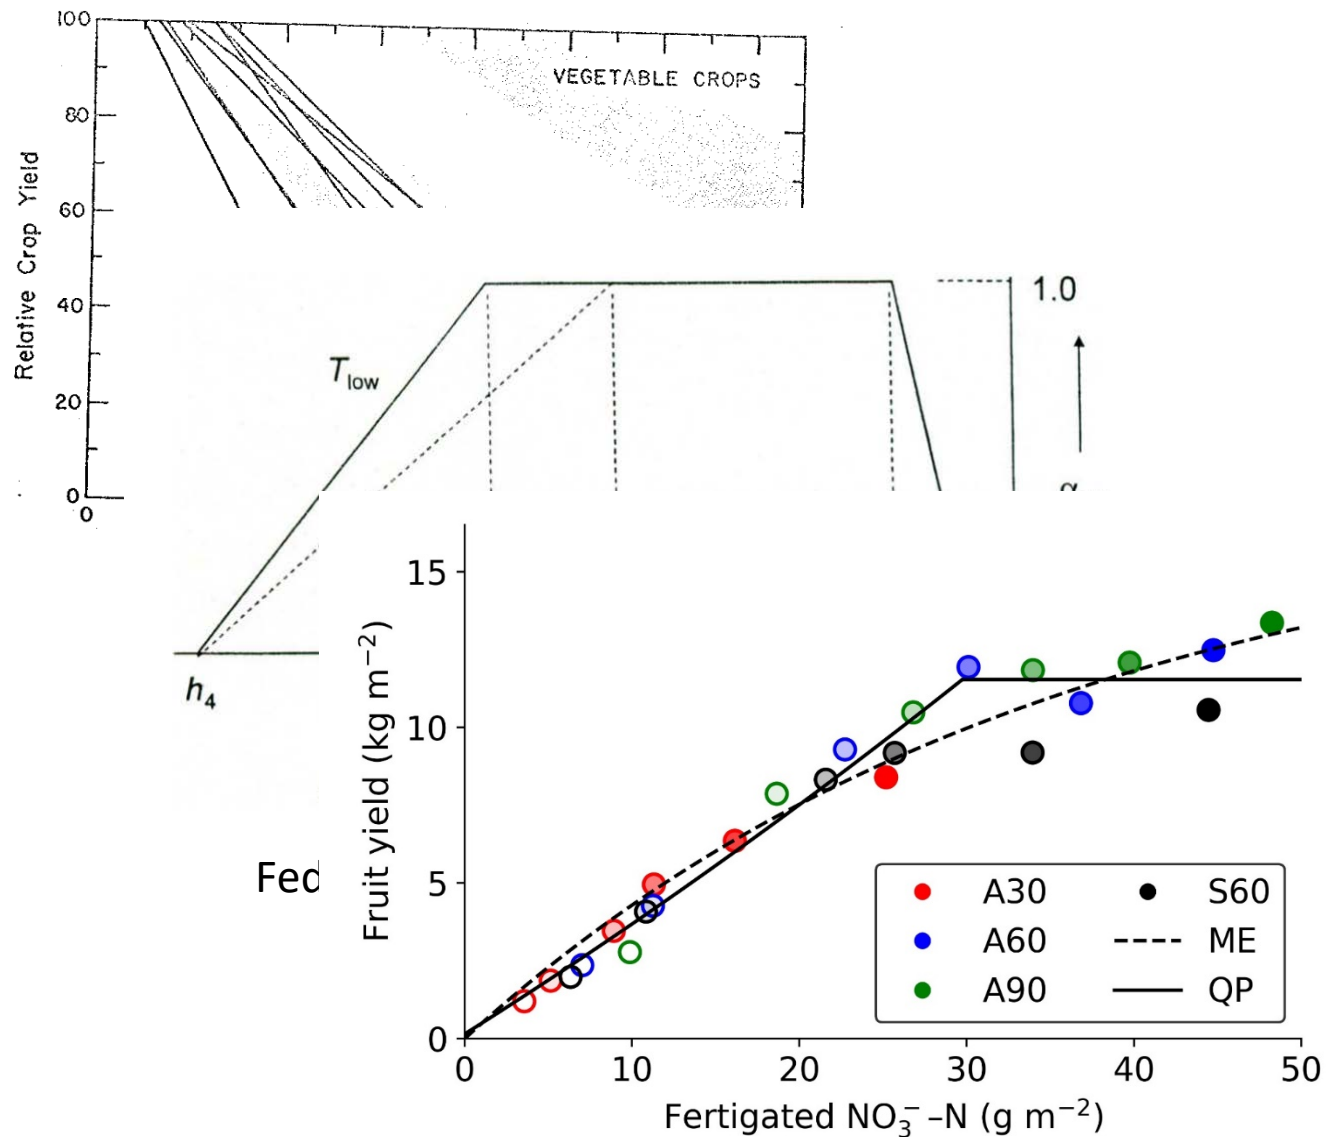 100
80
60
40
20
0
0
Relative Crop Yield
VEGETABLE CROPS
T_low
1.0
h_4
Fed
15
10
5
0
Fruit yield (kg m⁻²)
0 10 20 30 40 50
Fertigated NO₃⁻–N (g m⁻²)
A30 S60
A60 ME
A90 QP